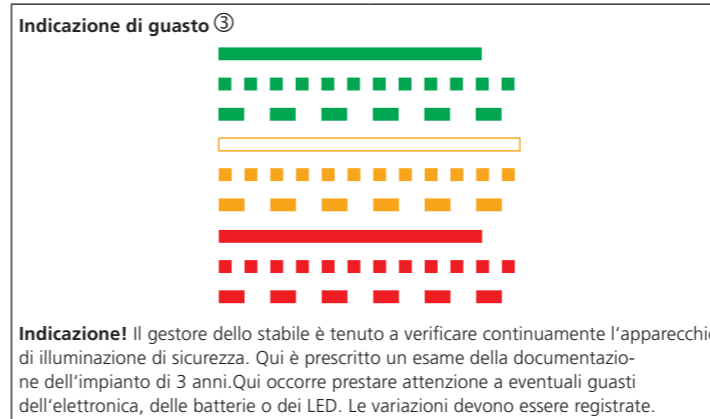 Indicazione di guasto ③
Indicazione! Il gestore dello stabile è tenuto a verificare continuamente l‘apparecchio
di illuminazione di sicurezza. Qui è prescritto un esame della documentazio-
ne dell‘impianto di 3 anni.Qui occorre prestare attenzione a eventuali guasti
dell‘elettronica, delle batterie o dei LED. Le variazioni devono essere registrate.